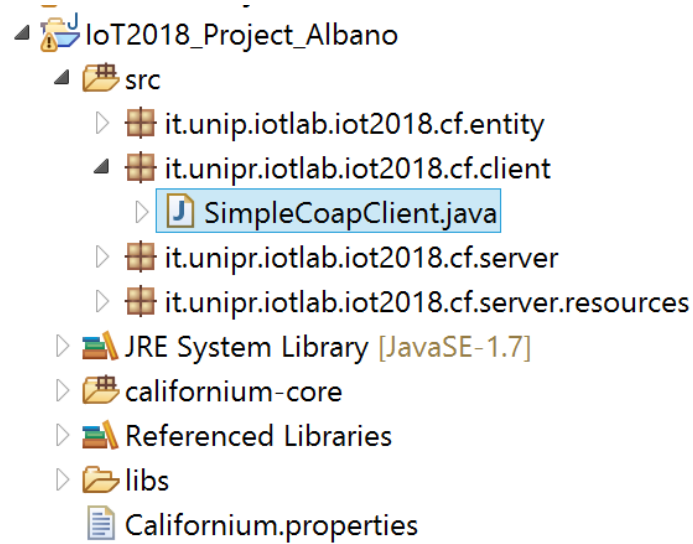 IoT2018_Project_Albano
src
it.unip.iotlab.iot2018.cf.entity
it.unipr.iotlab.iot2018.cf.client
SimpleCoapClient.java
it.unipr.iotlab.iot2018.cf.server
it.unipr.iotlab.iot2018.cf.server.resources
JRE System Library [JavaSE-1.7]
californium-core
Referenced Libraries
libs
Californium.properties